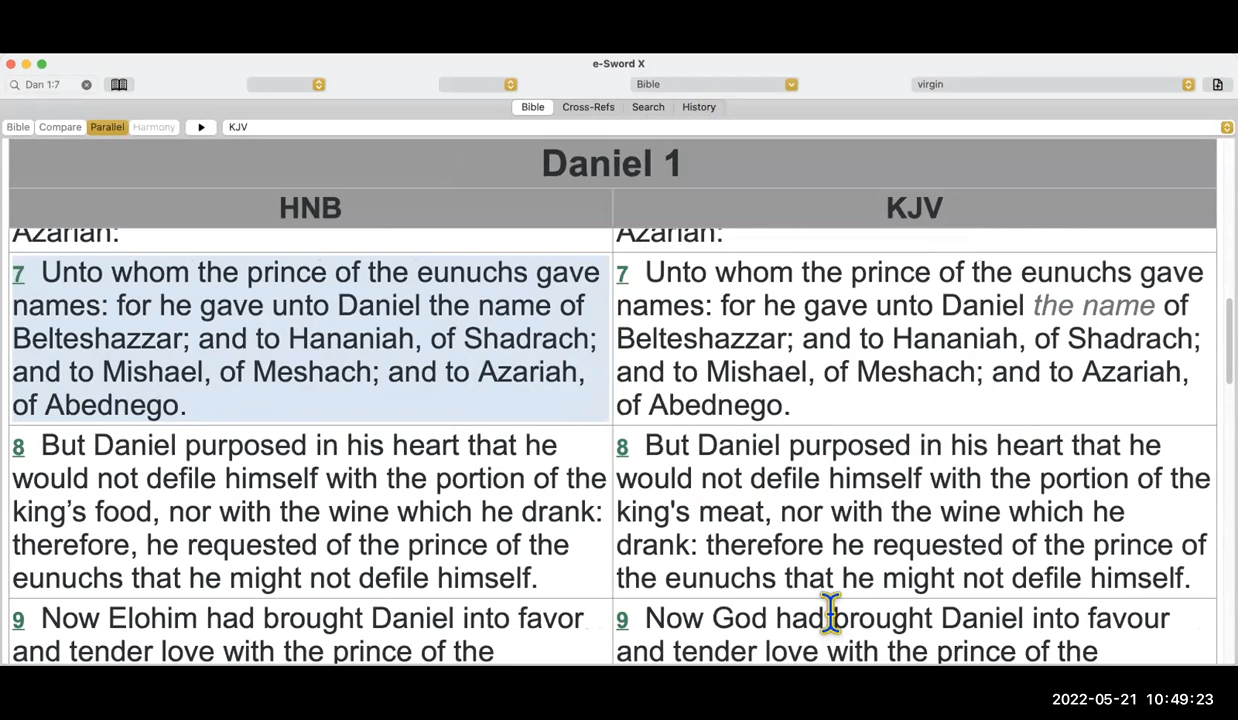 e-Sword X
Dan 1:7
Bible
virgin
Bible Cross-Refs Search History
Bible Compare Parallel Harmony KJV
Daniel 1
HNB
KJV
Azariah:
7 Unto whom the prince of the eunuchs gave
names: for he gave unto Daniel the name of
Belteshazzar; and to Hananiah, of Shadrach;
and to Mishael, of Meshach; and to Azariah,
of Abednego.
8 But Daniel purposed in his heart that he
would not defile himself with the portion of the
king’s food, nor with the wine which he drank:
therefore, he requested of the prince of the
eunuchs that he might not defile himself.
9 Now Elohim had brought Daniel into favor
and tender love with the prince of the
Azariah:
7 Unto whom the prince of the eunuchs gave
names: for he gave unto Daniel the name of
Belteshazzar; and to Hananiah, of Shadrach;
and to Mishael, of Meshach; and to Azariah,
of Abednego.
8 But Daniel purposed in his heart that he
would not defile himself with the portion of the
king's meat, nor with the wine which he
drank: therefore he requested of the prince of
the eunuchs that he might not defile himself.
9 Now God had brought Daniel into favour
and tender love with the prince of the
2022-05-21 10:49:23